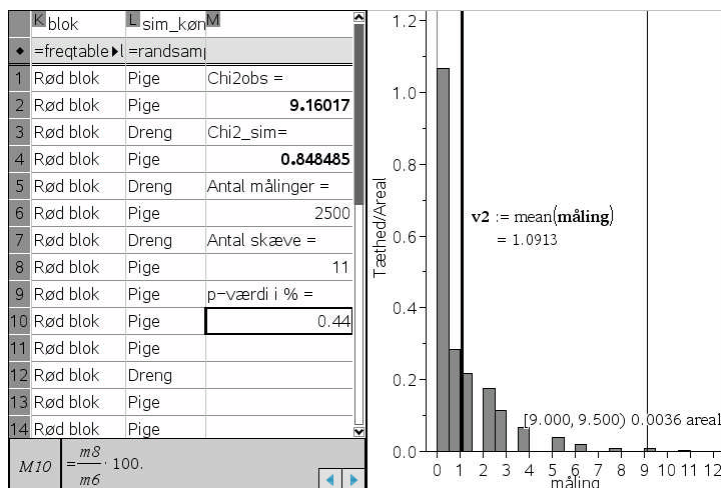 K blok L sim_køn M
=freqtable▸l =randsam
1 Rød blok Pige Chi2obs =
2 Rød blok Pige 9.16017
3 Rød blok Dreng Chi2_sim=
4 Rød blok Pige 0.848485
5 Rød blok Dreng Antal målinger =
6 Rød blok Pige 2500
7 Rød blok Dreng Antal skæve =
8 Rød blok Pige 11
9 Rød blok Pige p-værdi i % =
10 Rød blok Pige 0.44
11 Rød blok Pige
12 Rød blok Dreng
13 Rød blok Pige
14 Rød blok Pige
M10 =m8/m6 · 100.
Tæthed/Areal
1.2
1.0
0.8
0.6
0.4
0.2
0.0
v2 := mean(måling)
= 1.0913
[9.000, 9.500) 0.0036 areal
0 1 2 3 4 5 6 7 8 9 10 11 12
måling